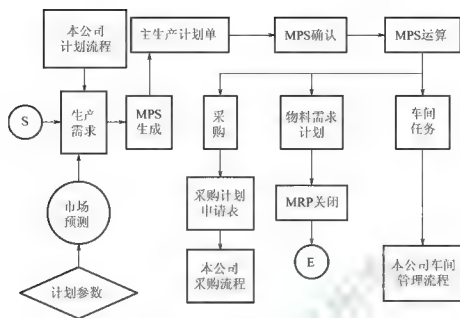 本公司
计划流程
主生产计划单
MPS确认
MPS运算
S
生产
需求
MPS
生成
采
购
物料需求
计划
车间
任务
市场
预测
采购计划
申请表
MRP关闭
计划参数
本公司
采购流程
E
本公司车间
管理流程